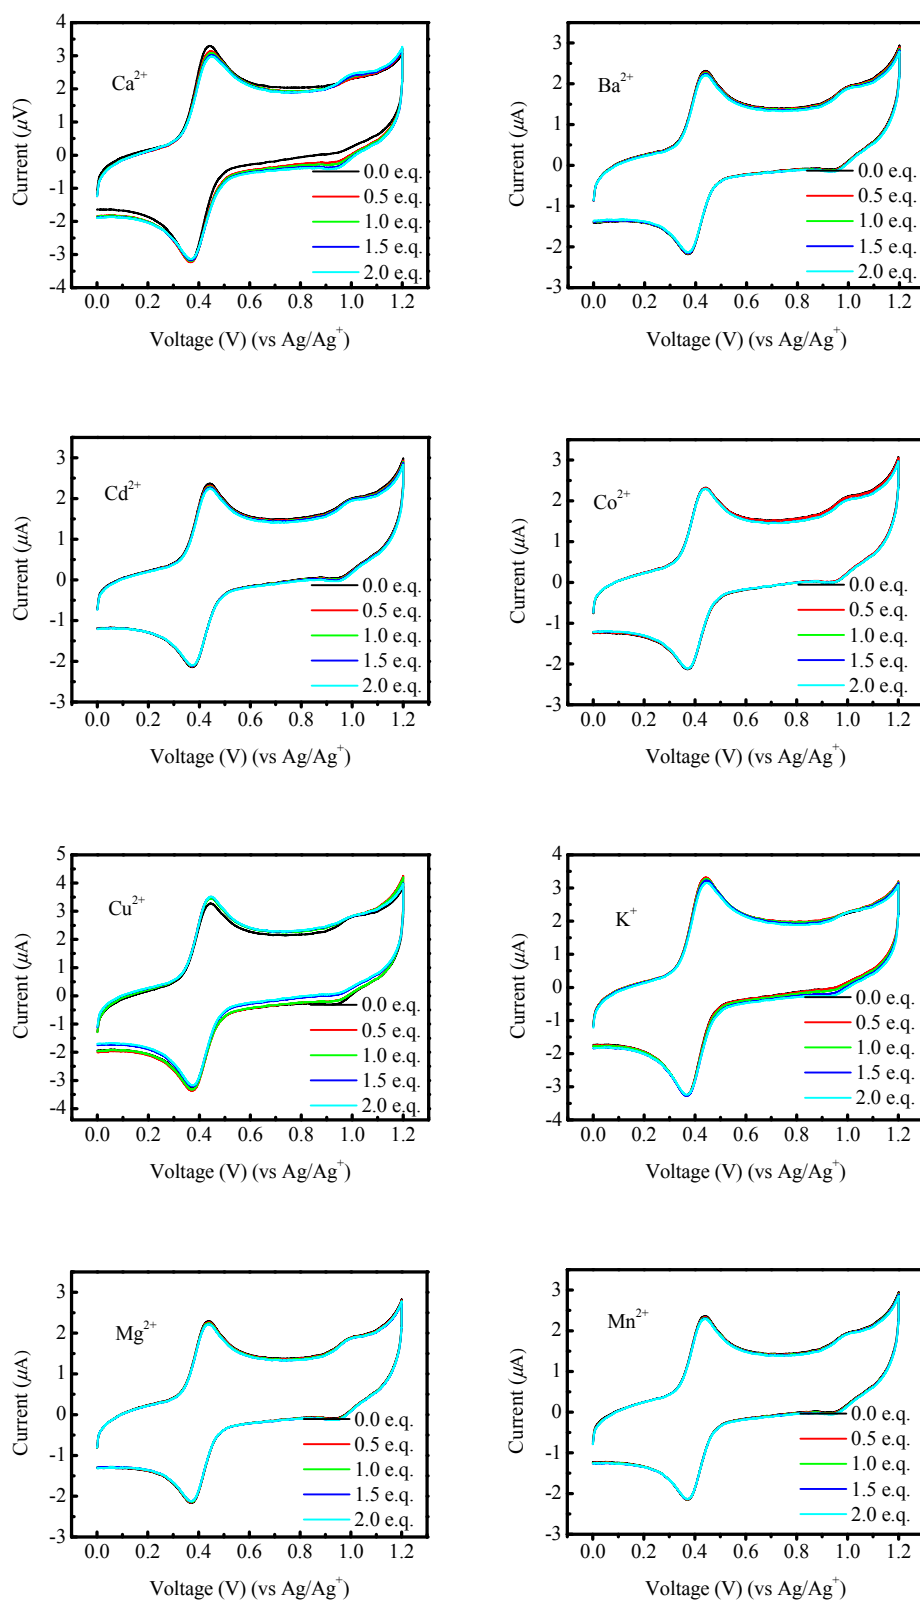 4
3
2
1
0
-1
-2
-3
-4
Current (μV)
Ca²⁺
0.0 e.q.
0.5 e.q.
1.0 e.q.
1.5 e.q.
2.0 e.q.
0.0 0.2 0.4 0.6 0.8 1.0 1.2
Voltage (V) (vs Ag/Ag⁺)
3
2
1
0
-1
-2
-3
Current (μA)
Ba²⁺
0.0 e.q.
0.5 e.q.
1.0 e.q.
1.5 e.q.
2.0 e.q.
0.0 0.2 0.4 0.6 0.8 1.0 1.2
Voltage (V) (vs Ag/Ag⁺)
3
2
1
0
-1
-2
-3
Current (μA)
Cd²⁺
0.0 e.q.
0.5 e.q.
1.0 e.q.
1.5 e.q.
2.0 e.q.
0.0 0.2 0.4 0.6 0.8 1.0 1.2
Voltage (V) (vs Ag/Ag⁺)
3
2
1
0
-1
-2
-3
Current (μA)
Co²⁺
0.0 e.q.
0.5 e.q.
1.0 e.q.
1.5 e.q.
2.0 e.q.
0.0 0.2 0.4 0.6 0.8 1.0 1.2
Voltage (V) (vs Ag/Ag⁺)
5
4
3
2
1
0
-1
-2
-3
-4
Current (μA)
Cu²⁺
0.0 e.q.
0.5 e.q.
1.0 e.q.
1.5 e.q.
2.0 e.q.
0.0 0.2 0.4 0.6 0.8 1.0 1.2
Voltage (V) (vs Ag/Ag⁺)
4
3
2
1
0
-1
-2
-3
-4
Current (μA)
K⁺
0.0 e.q.
0.5 e.q.
1.0 e.q.
1.5 e.q.
2.0 e.q.
0.0 0.2 0.4 0.6 0.8 1.0 1.2
Voltage (V) (vs Ag/Ag⁺)
3
2
1
0
-1
-2
-3
Current (μA)
Mg²⁺
0.0 e.q.
0.5 e.q.
1.0 e.q.
1.5 e.q.
2.0 e.q.
0.0 0.2 0.4 0.6 0.8 1.0 1.2
Voltage (V) (vs Ag/Ag⁺)
3
2
1
0
-1
-2
-3
Current (μA)
Mn²⁺
0.0 e.q.
0.5 e.q.
1.0 e.q.
1.5 e.q.
2.0 e.q.
0.0 0.2 0.4 0.6 0.8 1.0 1.2
Voltage (V) (vs Ag/Ag⁺)